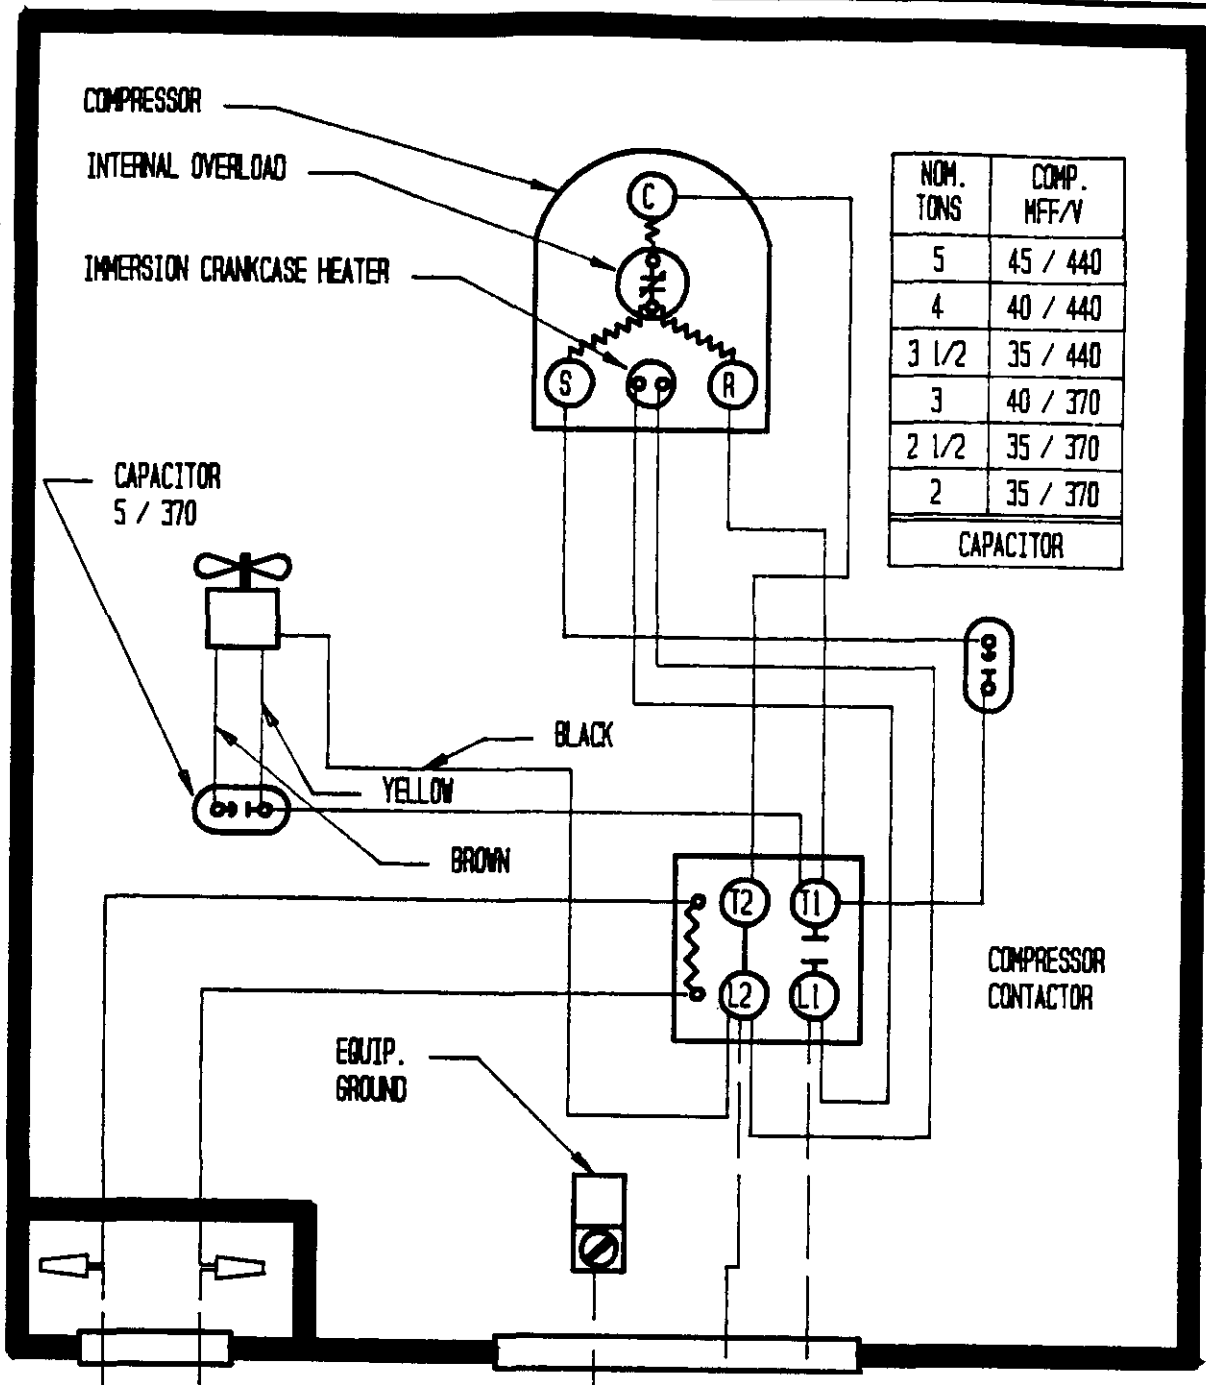 COMPRESSOR
INTERNAL OVERLOAD
IMMERSION CRANKCASE HEATER
C
S
R
NOM. TONS
COMP. MFF/V
5 45 / 440
4 40 / 440
3 1/2 35 / 440
3 40 / 370
2 1/2 35 / 370
2 35 / 370
CAPACITOR
CAPACITOR
5 / 370
BLACK
YELLOW
BROWN
T2 T1
L2 L1
COMPRESSOR
CONTACTOR
EQUIP.
GROUND